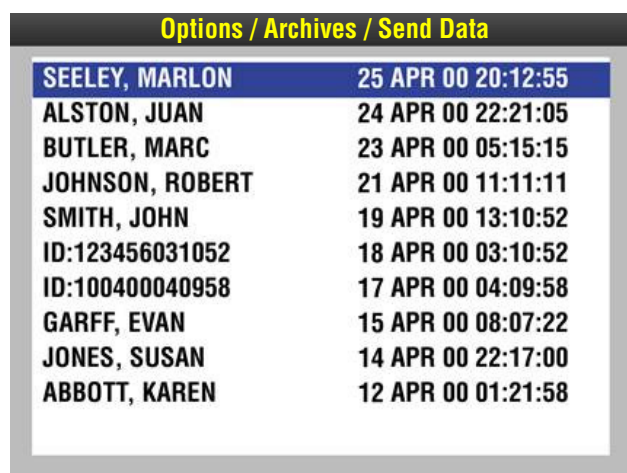 Options / Archives / Send Data
SEELEY, MARLON 25 APR 00 20:12:55
ALSTON, JUAN 24 APR 00 22:21:05
BUTLER, MARC 23 APR 00 05:15:15
JOHNSON, ROBERT 21 APR 00 11:11:11
SMITH, JOHN 19 APR 00 13:10:52
ID:123456031052 18 APR 00 03:10:52
ID:100400040958 17 APR 00 04:09:58
GARFF, EVAN 15 APR 00 08:07:22
JONES, SUSAN 14 APR 00 22:17:00
ABBOTT, KAREN 12 APR 00 01:21:58